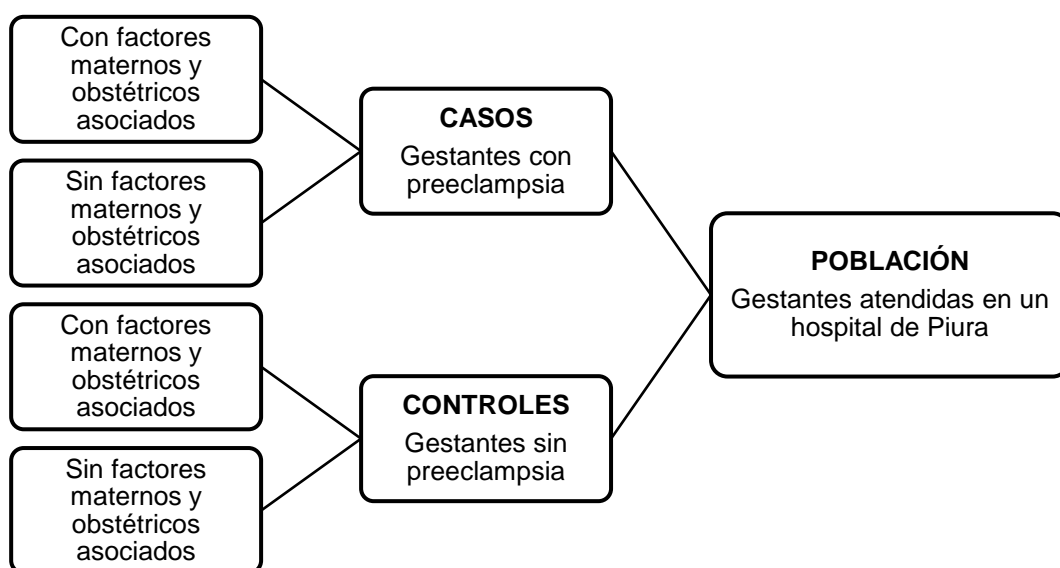 Con factores
maternos y
obstétricos
asociados
Sin factores
maternos y
obstétricos
asociados
Con factores
maternos y
obstétricos
asociados
Sin factores
maternos y
obstétricos
asociados
CASOS
Gestantes con
preeclampsia
CONTROLES
Gestantes sin
preeclampsia
POBLACIÓN
Gestantes atendidas en un
hospital de Piura